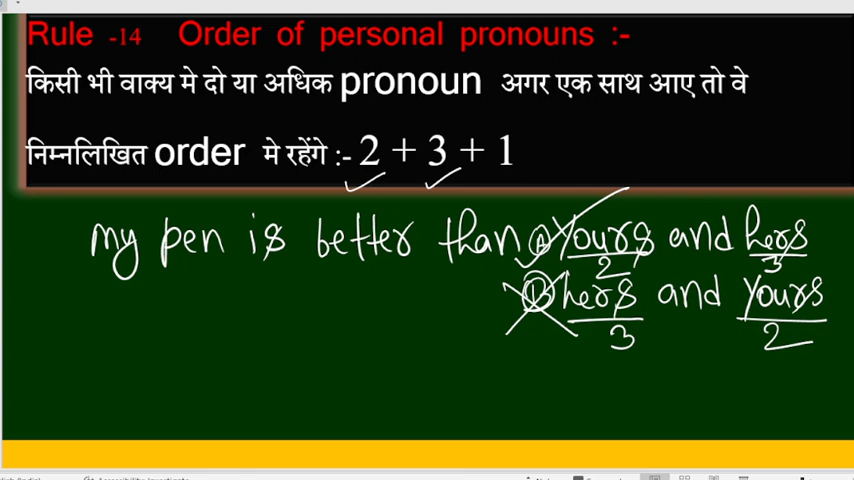 Rule -14 Order of personal pronouns :-
किसी भी वाक्य मे दो या अधिक pronoun अगर एक साथ आए तो वे
निम्नलिखित order मे रहेंगे :- 2 + 3 + 1
my pen is better than (A) yours and hers
2 3
(B) hers and yours
3 2